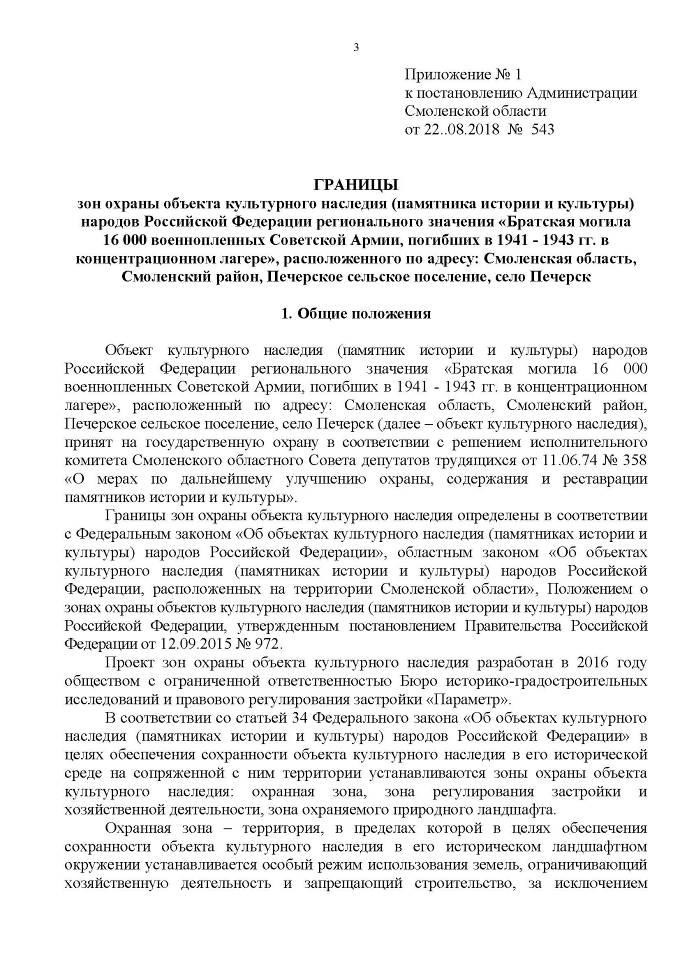 3
Приложение № 1
к постановлению Администрации
Смоленской области
от 22..08.2018 № 543
ГРАНИЦЫ
зон охраны объекта культурного наследия (памятника истории и культуры)
народов Российской Федерации регионального значения «Братская могила
16 000 военнопленных Советской Армии, погибших в 1941 - 1943 гг. в
концентрационном лагере», расположенного по адресу: Смоленская область,
Смоленский район, Печерское сельское поселение, село Печерск
1. Общие положения
Объект культурного наследия (памятник истории и культуры) народов
Российской Федерации регионального значения «Братская могила 16 000
военнопленных Советской Армии, погибших в 1941 - 1943 гг. в концентрационном
лагере», расположенный по адресу: Смоленская область, Смоленский район,
Печерское сельское поселение, село Печерск (далее – объект культурного наследия),
принят на государственную охрану в соответствии с решением исполнительного
комитета Смоленского областного Совета депутатов трудящихся от 11.06.74 № 358
«О мерах по дальнейшему улучшению охраны, содержания и реставрации
памятников истории и культуры».
Границы зон охраны объекта культурного наследия определены в соответствии
с Федеральным законом «Об объектах культурного наследия (памятниках истории и
культуры) народов Российской Федерации», областным законом «Об объектах
культурного наследия (памятниках истории и культуры) народов Российской
Федерации, расположенных на территории Смоленской области», Положением о
зонах охраны объектов культурного наследия (памятников истории и культуры) народов
Российской Федерации, утвержденным постановлением Правительства Российской
Федерации от 12.09.2015 № 972.
Проект зон охраны объекта культурного наследия разработан в 2016 году
обществом с ограниченной ответственностью Бюро историко-градостроительных
исследований и правового регулирования застройки «Параметр».
В соответствии со статьей 34 Федерального закона «Об объектах культурного
наследия (памятниках истории и культуры) народов Российской Федерации» в
целях обеспечения сохранности объекта культурного наследия в его исторической
среде на сопряженной с ним территории устанавливаются зоны охраны объекта
культурного наследия: охранная зона, зона регулирования застройки и
хозяйственной деятельности, зона охраняемого природного ландшафта.
Охранная зона – территория, в пределах которой в целях обеспечения
сохранности объекта культурного наследия в его историческом ландшафтном
окружении устанавливается особый режим использования земель, ограничивающий
хозяйственную деятельность и запрещающий строительство, за исключением